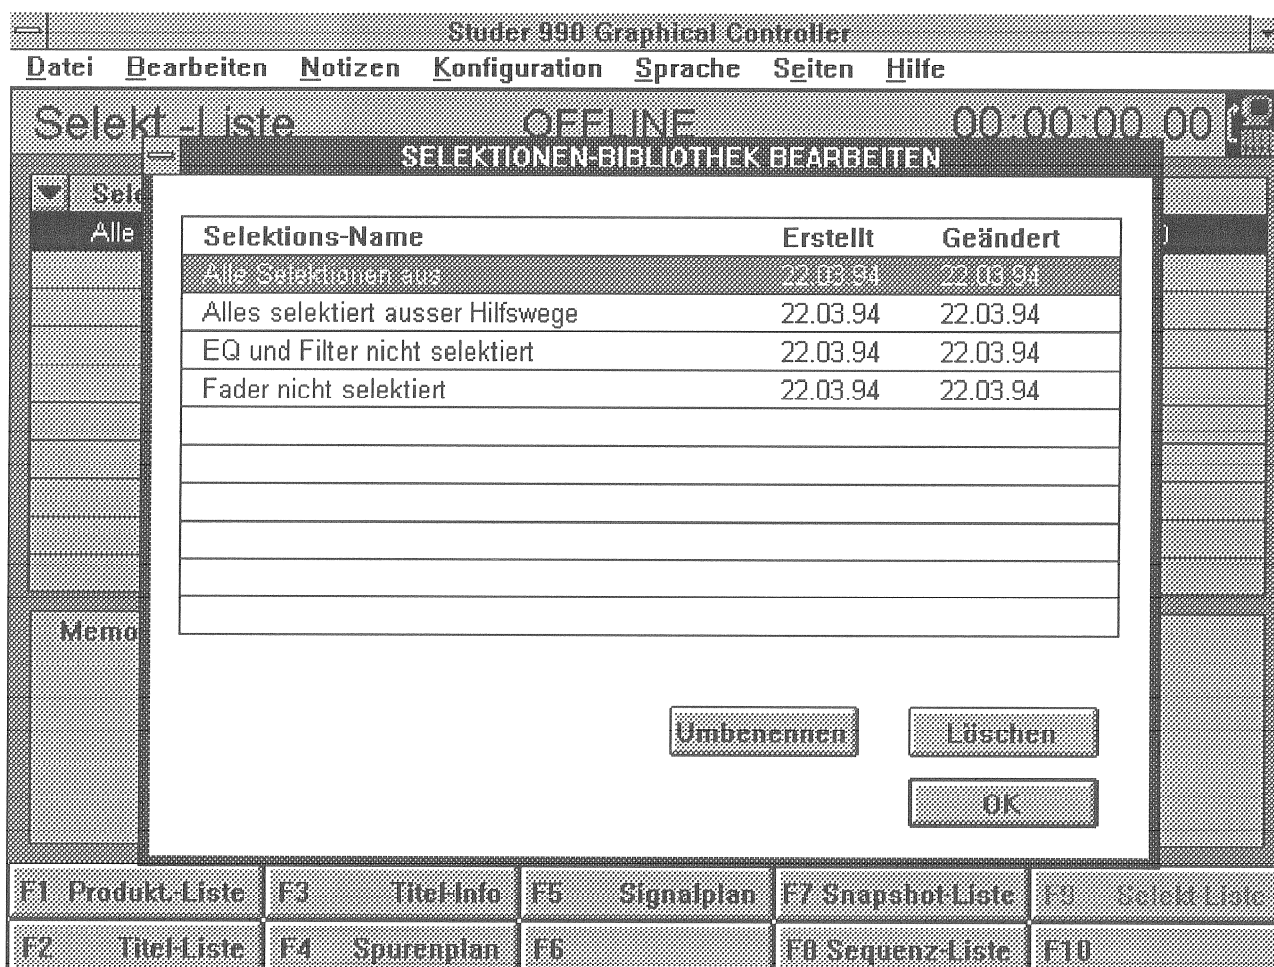 Studer 990 Graphical Controller
Datei Bearbeiten Notizen Konfiguration Sprache Seiten Hilfe
Selekt.-Liste OFFLINE 00:00:00.00
SELEKTIONEN-BIBLIOTHEK BEARBEITEN
Alle
Selektions-Name Erstellt Geändert
Alle Selektionen aus 22.03.94 22.03.94
Alles selektiert ausser Hilfswege 22.03.94 22.03.94
EQ und Filter nicht selektiert 22.03.94 22.03.94
Fader nicht selektiert 22.03.94 22.03.94
Memo
Umbenennen Löschen
OK
F1 Produkt.-Liste F3 Titel-Info F5 Signalplan F7 Snapshot-Liste F9 Selekt-Liste
F2 Titel-Liste F4 Spurenplan F6 F8 Sequenz-Liste F10